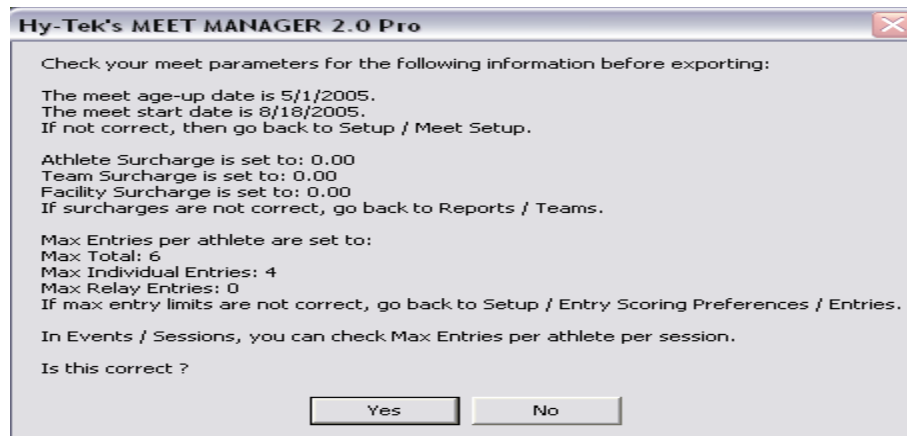 Hy-Tek's MEET MANAGER 2.0 Pro
Check your meet parameters for the following information before exporting:
The meet age-up date is 5/1/2005.
The meet start date is 8/18/2005.
If not correct, then go back to Setup / Meet Setup.
Athlete Surcharge is set to: 0.00
Team Surcharge is set to: 0.00
Facility Surcharge is set to: 0.00
If surcharges are not correct, go back to Reports / Teams.
Max Entries per athlete are set to:
Max Total: 6
Max Individual Entries: 4
Max Relay Entries: 0
If max entry limits are not correct, go back to Setup / Entry Scoring Preferences / Entries.
In Events / Sessions, you can check Max Entries per athlete per session.
Is this correct ?
Yes No